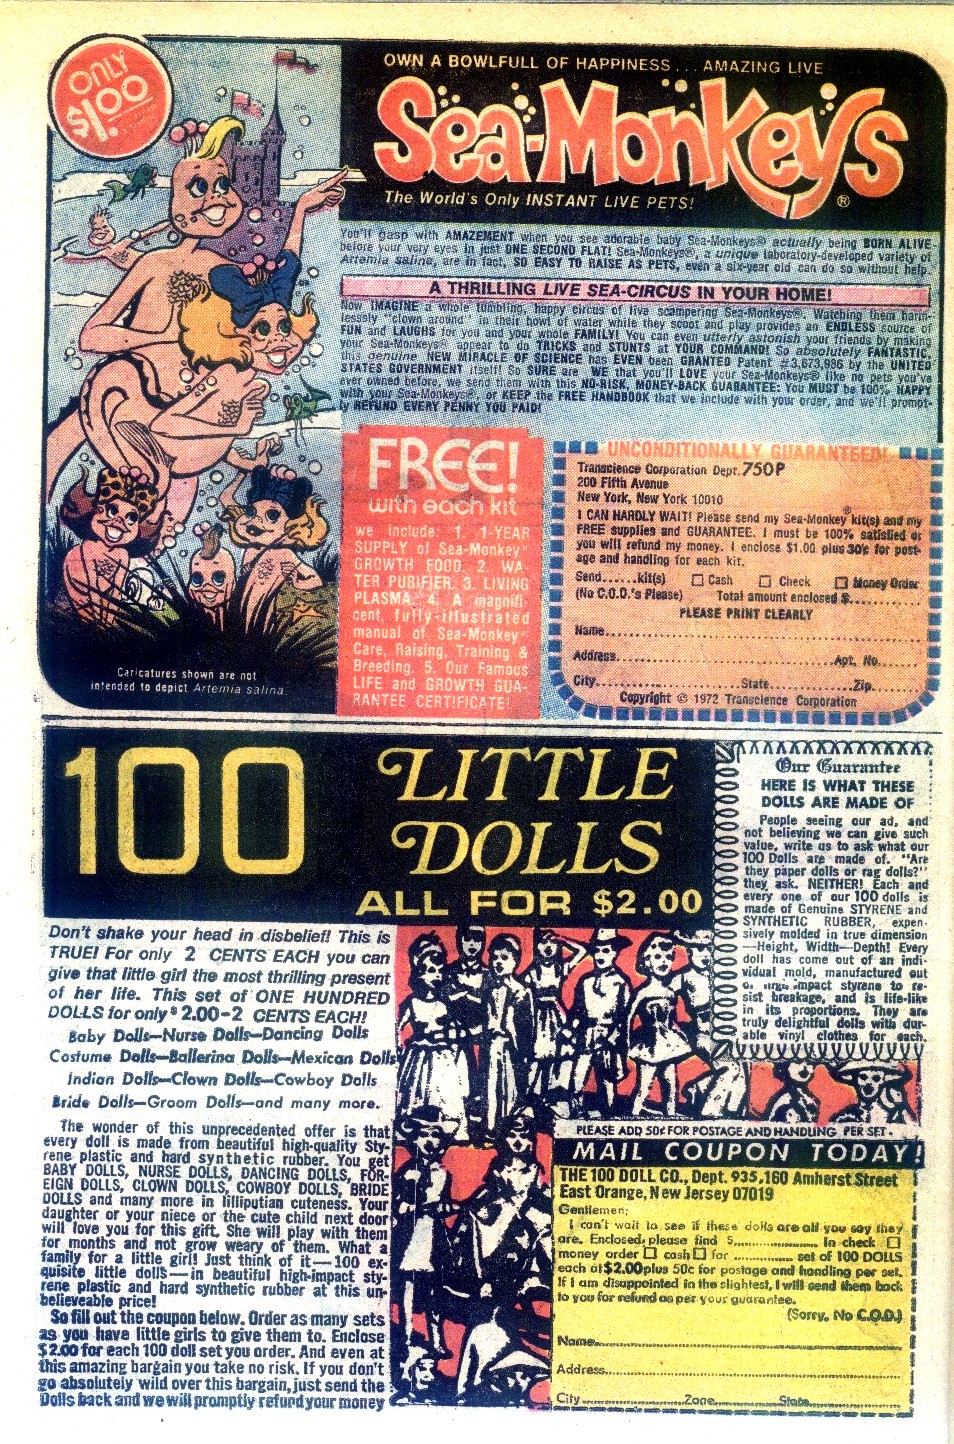 ONLY
$1.00
OWN A BOWLFULL OF HAPPINESS... AMAZING LIVE
Sea-Monkeys®
The World's Only INSTANT LIVE PETS!
You'll gasp with AMAZEMENT when you see adorable baby Sea-Monkeys® actually being BORN ALIVE-
before your very eyes in just ONE SECOND FLAT! Sea-Monkeys®, a unique laboratory-developed variety of
Artemia salina, are in fact, SO EASY TO RAISE AS PETS, even a six-year old can do so without help.
A THRILLING LIVE SEA-CIRCUS IN YOUR HOME!
Now IMAGINE a whole tumbling, happy circus of live scampering Sea-Monkeys®. Watching them harm-
lessly "clown around" in their bowl of water while they scoot and play provides an ENDLESS source of
FUN and LAUGHS for you and your whole FAMILY! You can even utterly astonish your friends by making
your Sea-Monkeys® appear to do TRICKS and STUNTS at YOUR COMMAND! So absolutely FANTASTIC,
this genuine NEW MIRACLE OF SCIENCE has EVEN been GRANTED Patent #3,673,986 by the UNITED
STATES GOVERNMENT itself! So SURE are WE that you'll LOVE your Sea-Monkeys® like no pets you've
ever owned before, we send them with this NO-RISK, MONEY-BACK GUARANTEE: You MUST be 100% HAPPY
with your Sea-Monkeys®, or KEEP the FREE HANDBOOK that we include with your order, and we'll prompt-
ly REFUND EVERY PENNY YOU PAID!
FREE!
with each kit
we include: 1. 1-YEAR
SUPPLY of Sea-Monkey®
GROWTH FOOD. 2. WA-
TER PURIFIER. 3. LIVING
PLASMA. 4. A magnifi-
cent, fully-illustrated
manual of Sea-Monkey®
Care, Raising, Training &
Breeding. 5. Our Famous
LIFE and GROWTH GUA-
RANTEE CERTIFICATE!
UNCONDITIONALLY GUARANTEED!
Transcience Corporation Dept. 750P
200 Fifth Avenue
New York, New York 10010
I CAN HARDLY WAIT! Please send my Sea-Monkey® kit(s) and my
FREE supplies and GUARANTEE. I must be 100% satisfied or
you will refund my money. I enclose $1.00 plus 30¢ for post-
age and handling for each kit.
Send......kit(s) Cash Check Money Order
(No C.O.D.'s Please) Total amount enclosed $............
PLEASE PRINT CLEARLY
Name............
Address............Apt. No........
City............State............Zip........
Copyright © 1972 Transcience Corporation
Caricatures shown are not
intended to depict Artemia salina
100 LITTLE
DOLLS
ALL FOR $2.00
Don't shake your head in disbelief! This is
TRUE! For only 2 CENTS EACH you can
give that little girl the most thrilling present
of her life. This set of ONE HUNDRED
DOLLS for only $2.00-2 CENTS EACH!
Baby Dolls—Nurse Dolls—Dancing Dolls
Costume Dolls—Ballerina Dolls—Mexican Dolls
Indian Dolls—Clown Dolls—Cowboy Dolls
Bride Dolls—Groom Dolls—and many more.
The wonder of this unprecedented offer is that
every doll is made from beautiful high-quality Sty-
rene plastic and hard synthetic rubber. You get
BABY DOLLS, NURSE DOLLS, DANCING DOLLS, FOR-
EIGN DOLLS, CLOWN DOLLS, COWBOY DOLLS, BRIDE
DOLLS and many more in lilliputian cuteness. Your
daughter or your niece or the cute child next door
will love you for this gift. She will play with them
for months and not grow weary of them. What a
family for a little girl! Just think of it—100 ex-
quisite little dolls—in beautiful high-impact sty-
rene plastic and hard synthetic rubber at this un-
believeable price!
So fill out the coupon below. Order as many sets
as you have little girls to give them to. Enclose
$2.00 for each 100 doll set you order. And even at
this amazing bargain you take no risk. If you don't
go absolutely wild over this bargain, just send the
Dolls back and we will promptly refund your money
Our Guarantee
HERE IS WHAT THESE
DOLLS ARE MADE OF
People seeing our ad, and
not believing we can give such
value, write us to ask what our
100 Dolls are made of. "Are
they paper dolls or rag dolls?"
they ask. NEITHER! Each and
every one of our 100 dolls is
made of Genuine STYRENE and
SYNTHETIC RUBBER, expen-
sively molded in true dimension
—Height, Width—Depth! Every
doll has come out of an indi-
vidual mold, manufactured out
impact styrene to re-
sist breakage, and is life-like
in its proportions. They are
truly delightful dolls with dur-
able vinyl clothes for each.
PLEASE ADD 50¢ FOR POSTAGE AND HANDLING PER SET.
MAIL COUPON TODAY!
THE 100 DOLL CO., Dept. 935, 160 Amherst Street
East Orange, New Jersey 07019
Gentlemen;
I can't wait to see if these dolls are all you say they
are. Enclosed, please find $................ In check
money order cash for ............ set of 100 DOLLS
each at $2.00 plus 50c for postage and handling per set.
If I am disappointed in the slightest, I will send them back
to you for refund as per your guarantee.
(Sorry, No C.O.D.)
Name............
Address............
City............Zone............State............